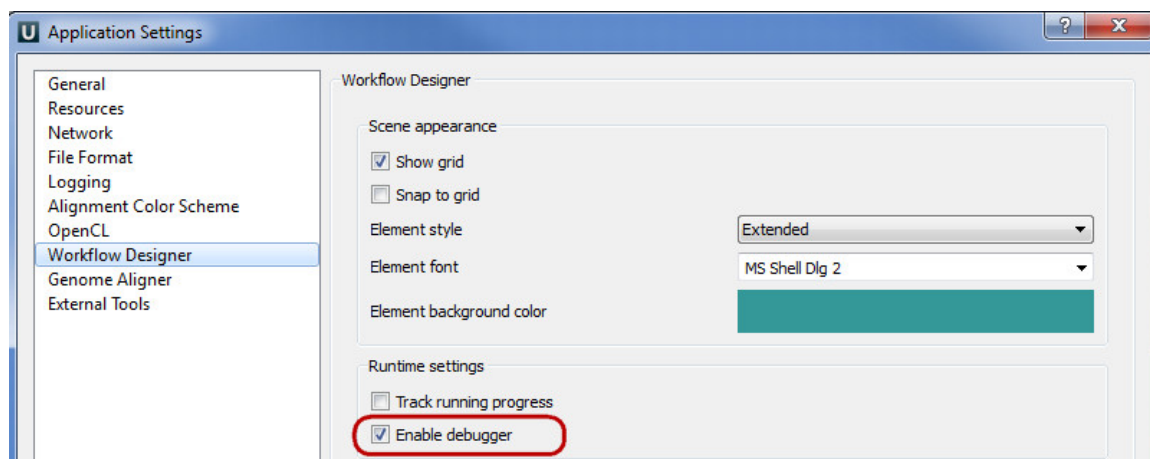 U Application Settings
?
General
Resources
Network
File Format
Logging
Alignment Color Scheme
OpenCL
Workflow Designer
Genome Aligner
External Tools
Workflow Designer
Scene appearance
Show grid
Snap to grid
Element style Extended
Element font MS Shell Dlg 2
Element background color
Runtime settings
Track running progress
Enable debugger